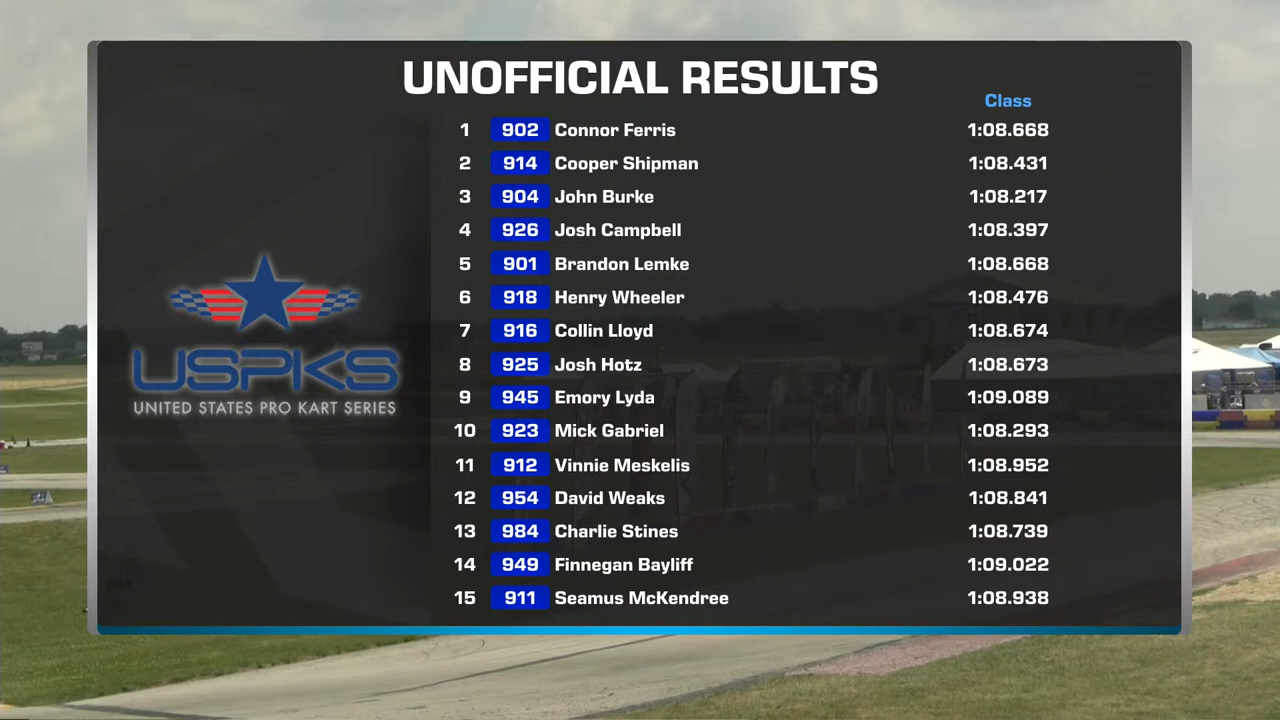 UNOFFICIAL RESULTS
Class
1 902 Connor Ferris 1:08.668
2 914 Cooper Shipman 1:08.431
3 904 John Burke 1:08.217
4 926 Josh Campbell 1:08.397
5 901 Brandon Lemke 1:08.668
6 918 Henry Wheeler 1:08.476
7 916 Collin Lloyd 1:08.674
8 925 Josh Hotz 1:08.673
9 945 Emory Lyda 1:09.089
10 923 Mick Gabriel 1:08.293
11 912 Vinnie Meskelis 1:08.952
12 954 David Weaks 1:08.841
13 984 Charlie Stines 1:08.739
14 949 Finnegan Bayliff 1:09.022
15 911 Seamus McKendree 1:08.938
USPKS
UNITED STATES PRO KART SERIES